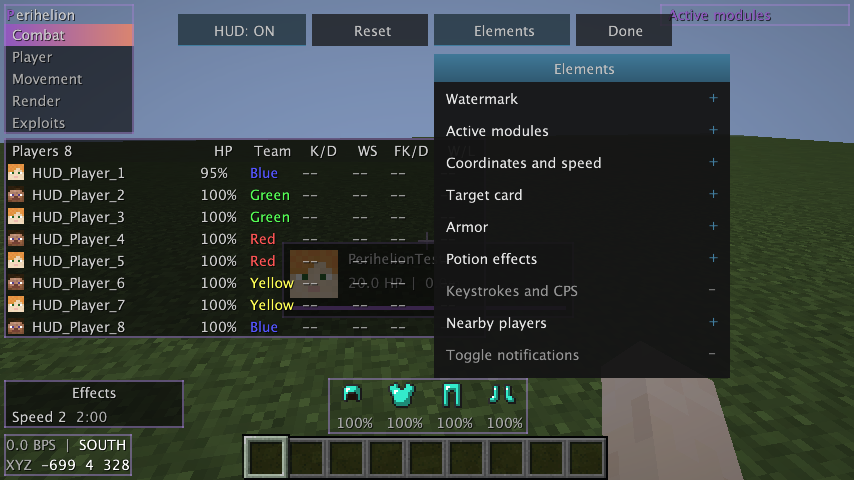 Perihelion
Combat
Player
Movement
Render
Exploits
HUD: ON
Reset
Elements
Done
Active modules
Elements
Watermark +
Active modules +
Coordinates and speed +
Target card +
Armor +
Potion effects +
Keystrokes and CPS -
Nearby players +
Toggle notifications -
Players 8 HP Team K/D WS FK/D
HUD_Player_1 95% Blue -- -- --
HUD_Player_2 100% Green -- -- --
HUD_Player_3 100% Green -- -- --
HUD_Player_4 100% Red -- -- --
HUD_Player_5 100% Red -- -- --
HUD_Player_6 100% Yellow -- -- --
HUD_Player_7 100% Yellow -- -- --
HUD_Player_8 100% Blue -- -- --
PerihelionTes
20.0 HP | 0
Effects
Speed 2 2:00
100% 100% 100% 100%
0.0 BPS | SOUTH
XYZ -699 4 328